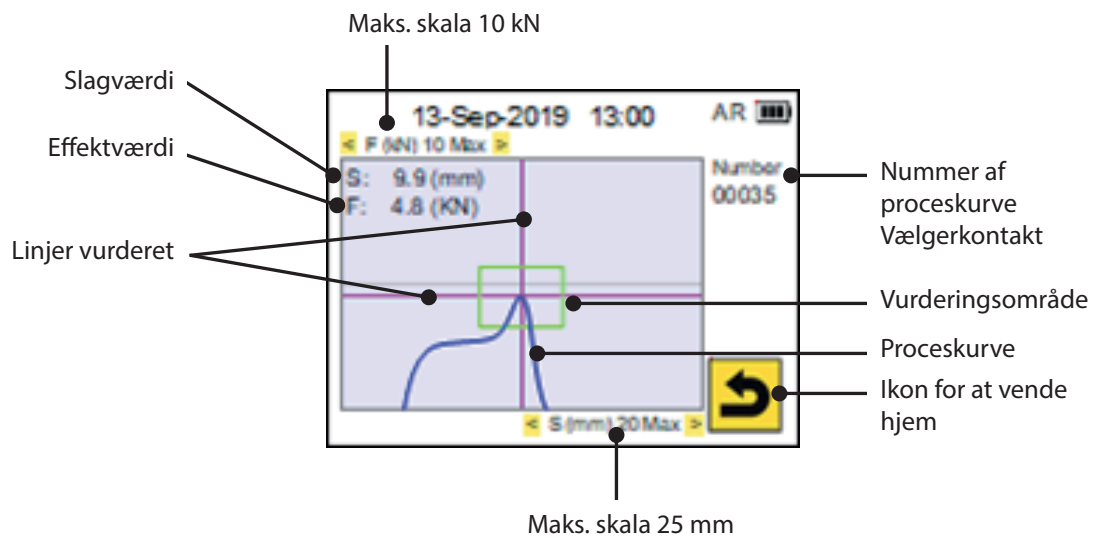 Maks. skala 10 kN
Slagværdi
Effektværdi
Linjer vurderet
13-Sep-2019 13:00
AR
< F (kN) 10 Max >
S: 9.9 (mm)
F: 4.8 (KN)
Number
00035
< S (mm) 20 Max >
Nummer af
proceskurve
Vælgerkontakt
Vurderingsområde
Proceskurve
Ikon for at vende
hjem
Maks. skala 25 mm